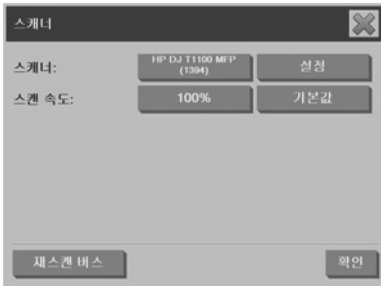 스캐너
스캐너:
HP DJ T1100 MFP
(1394)
설정
스캔 속도:
100%
기본값
재스캔 버스
확인